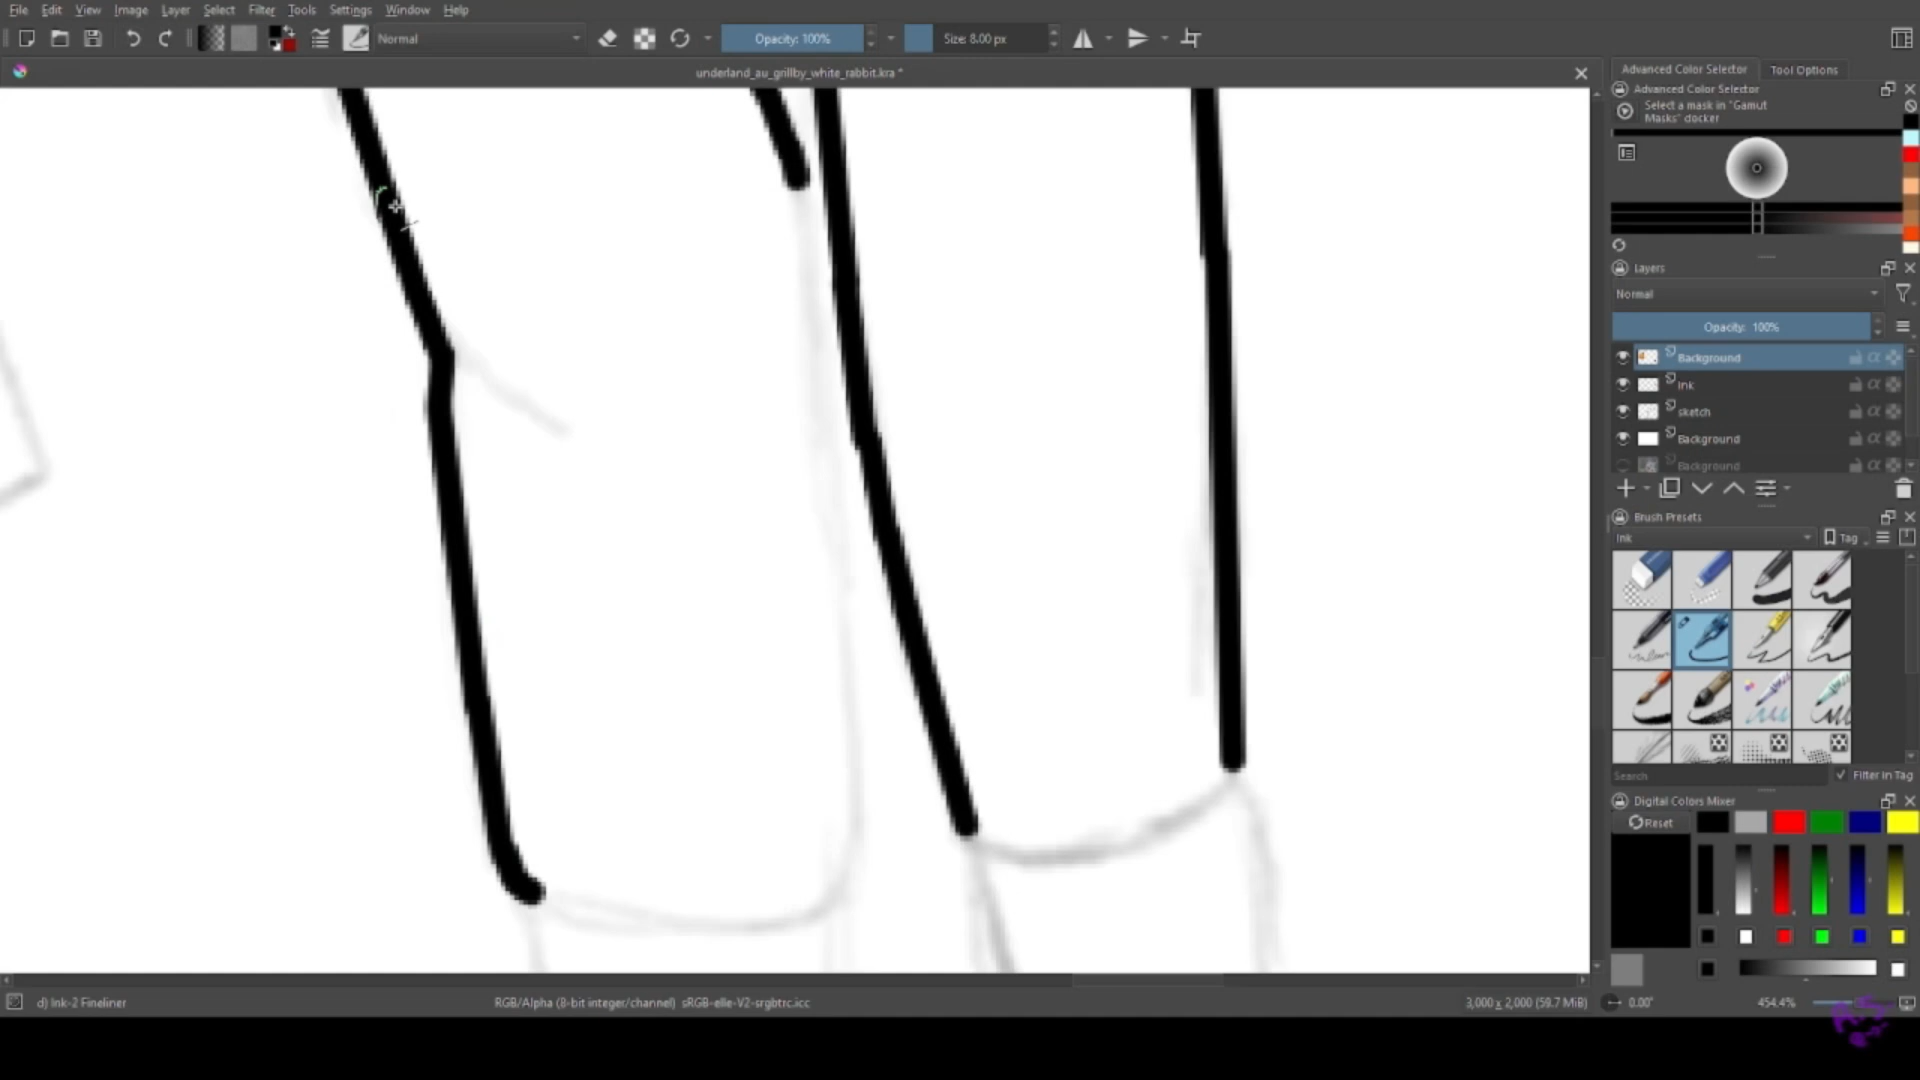 File Edit View Image Layer Select Filter Tools Settings Window Help
Normal
Opacity: 100%
Size: 8.00 px
underland_au_grillby_white_rabbit.kra *
Advanced Color Selector
Tool Options
Advanced Color Selector
Select a mask in "Gamut
Masks" docker
Layers
Normal
Opacity: 100%
Background
Ink
sketch
Background
Background
Brush Presets
Ink
Tag
Search
Filter in Tag
Digital Colors Mixer
Reset
d) Ink-2 Fineliner
RGB/Alpha (8-bit integer/channel) sRGB-elle-V2-srgbtrc.icc
3,000 x 2,000 (59.7 MiB)
0.00°
454.4%